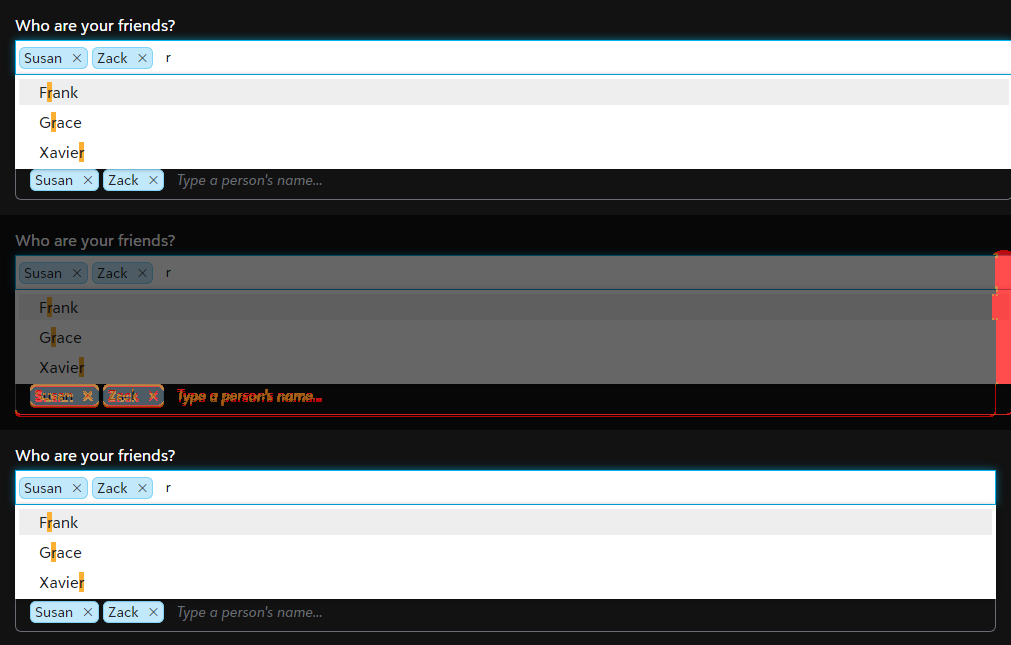 Who are your friends?
Susan × Zack × r
Frank
Grace
Xavier
Susan × Zack × Type a person's name...
Who are your friends?
Susan × Zack × r
Frank
Grace
Xavier
Susan × Zack × Type a person's name...
Who are your friends?
Susan × Zack × r
Frank
Grace
Xavier
Susan × Zack × Type a person's name...